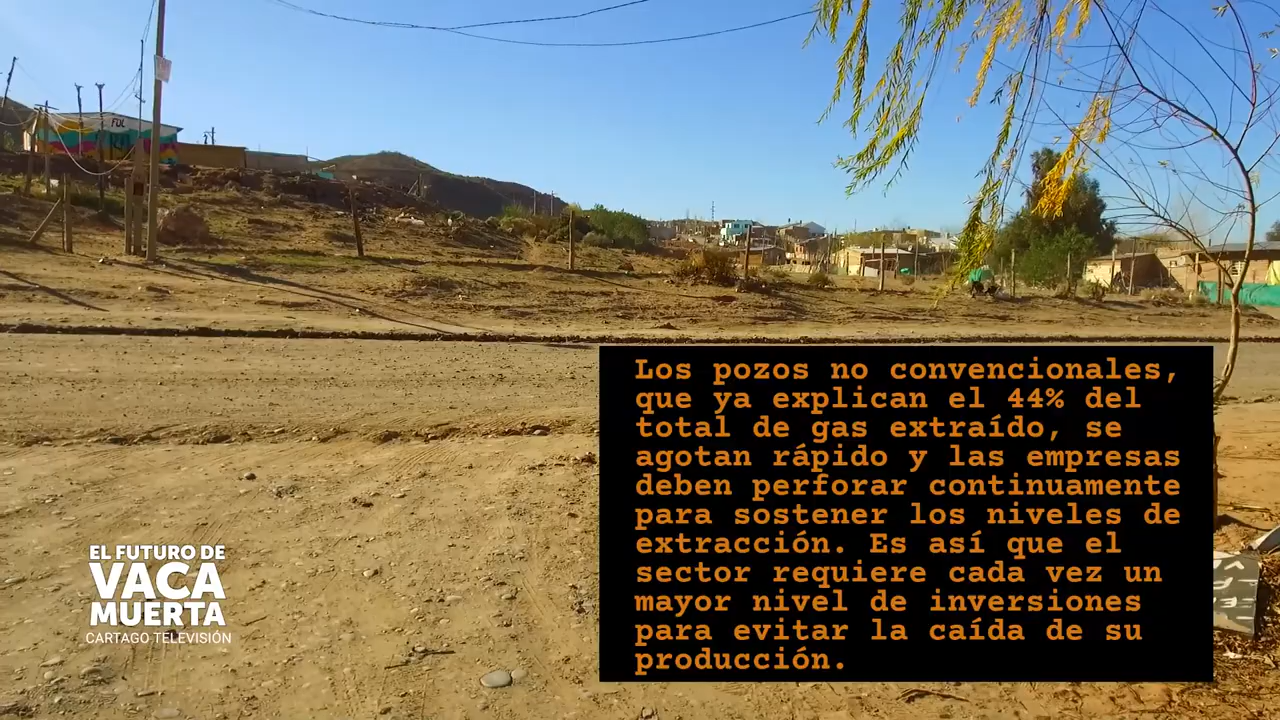 FUL
Los pozos no convencionales,
que ya explican el 44% del
total de gas extraído, se
agotan rápido y las empresas
deben perforar continuamente
para sostener los niveles de
extracción. Es así que el
sector requiere cada vez un
mayor nivel de inversiones
para evitar la caída de su
producción.
EL FUTURO DE
VACA
MUERTA
CARTAGO TELEVISIÓN